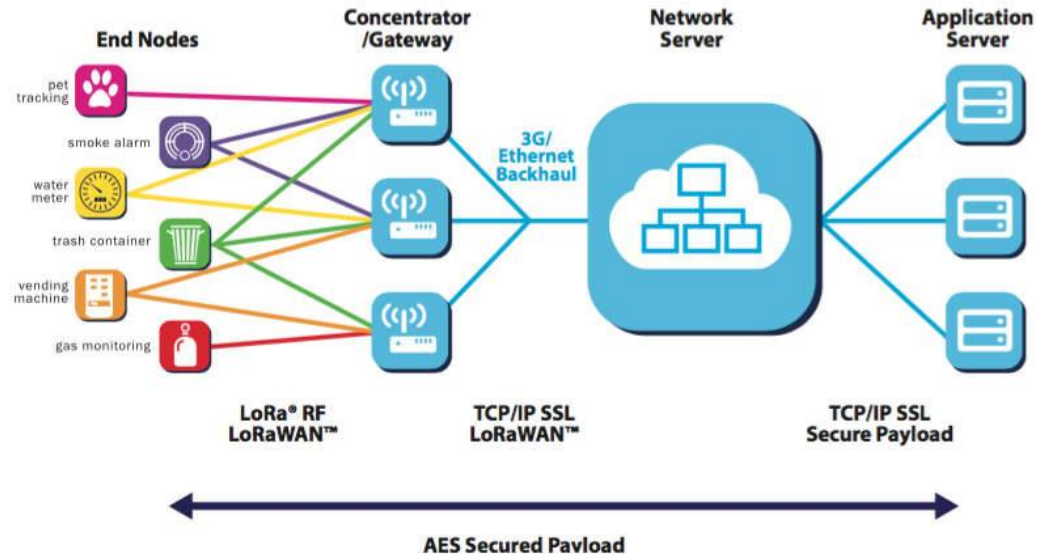 End Nodes
Concentrator
/Gateway
Network
Server
Application
Server
pet
tracking
smoke alarm
water
meter
trash container
vending
machine
gas monitoring
3G/
Ethernet
Backhaul
LoRa® RF
LoRaWAN™
TCP/IP SSL
LoRaWAN™
TCP/IP SSL
Secure Payload
AES Secured Payload